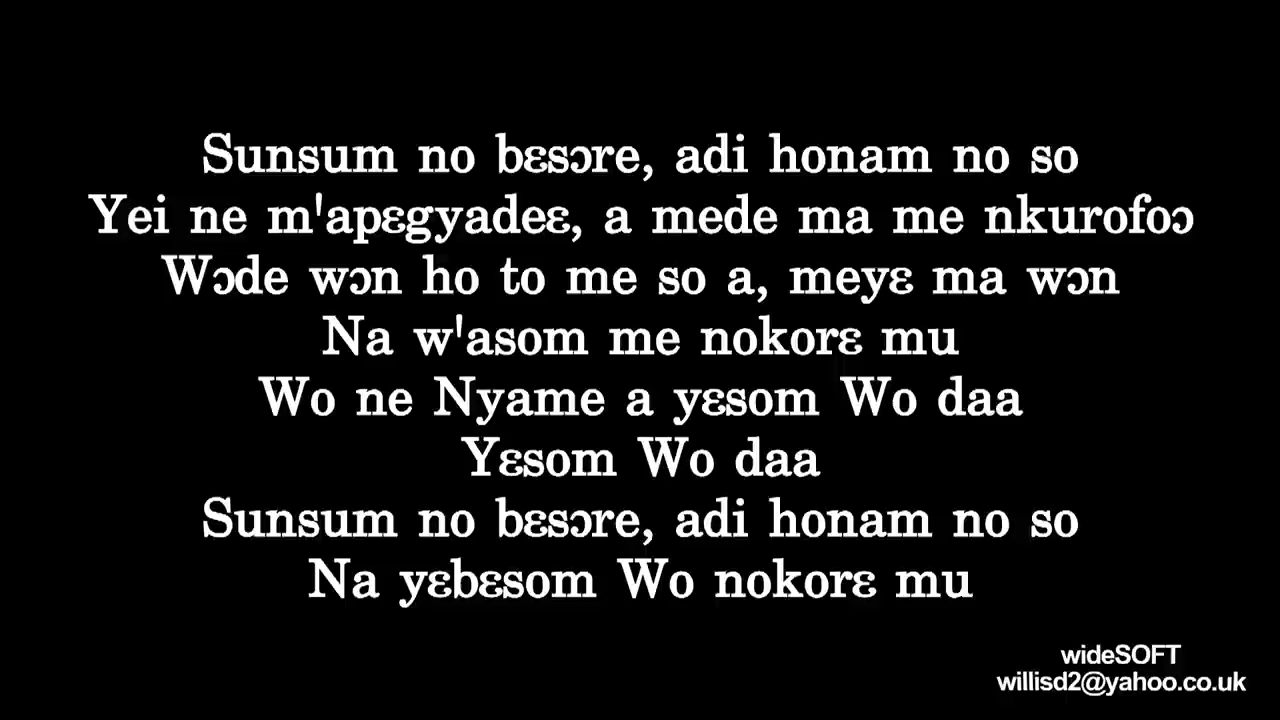 Sunsum no bɛsɔre, adi honam no so
Yei ne m'apɛgyadeɛ, a mede ma me nkurofoɔ
Wɔde wɔn ho to me so a, meyɛ ma wɔn
Na w'asom me nokorɛ mu
Wo ne Nyame a yɛsom Wo daa
Yɛsom Wo daa
Sunsum no bɛsɔre, adi honam no so
Na yɛbɛsom Wo nokorɛ mu
wideSOFT
willisd2@yahoo.co.uk